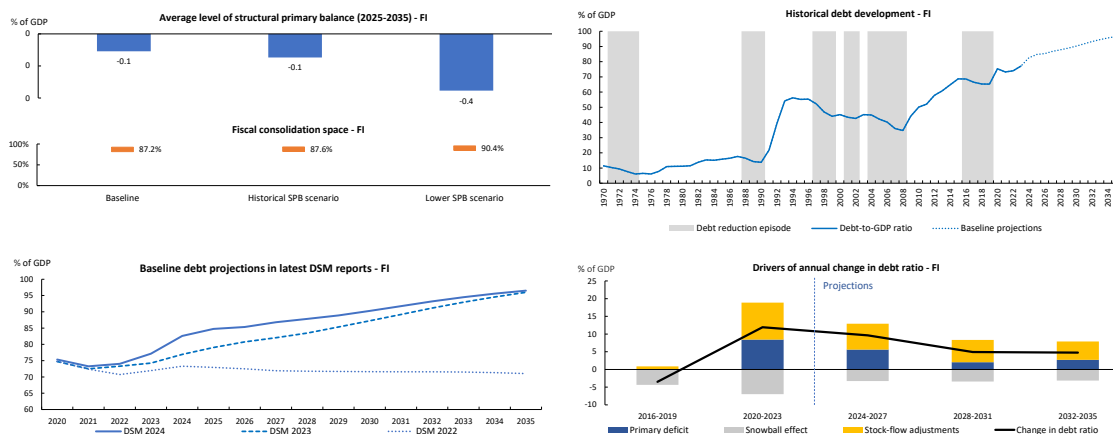 Average level of structural primary balance (2025-2035) - FI
% of GDP
0
0
0
-0.1
-0.1
-0.4
Fiscal consolidation space - FI
100%
0%
87.2%
87.6%
90.4%
Baseline
Historical SPB scenario
Lower SPB scenario
Historical debt development - FI
% of GDP
100
90
80
70
60
50
40
30
20
10
0
1970 1972 1974 1976 1978 1980 1982 1984 1986 1988 1990 1992 1994 1996 1998 2000 2002 2004 2006 2008 2010 2012 2014 2016 2018 2020 2022 2024 2026 2028 2030 2032 2034
Debt reduction episode
Debt-to-GDP ratio
Baseline projections
% of GDP
Baseline debt projections in latest DSM reports - FI
100
95
90
85
80
75
70
65
60
2020 2021 2022 2023 2024 2025 2026 2027 2028 2029 2030 2031 2032 2033 2034 2035
DSM 2024
DSM 2023
DSM 2022
% of GDP
Drivers of annual change in debt ratio - FI
Projections
25
20
15
10
5
0
-5
-10
2016-2019
2020-2023
2024-2027
2028-2031
2032-2035
Primary deficit
Snowball effect
Stock-flow adjustments
Change in debt ratio